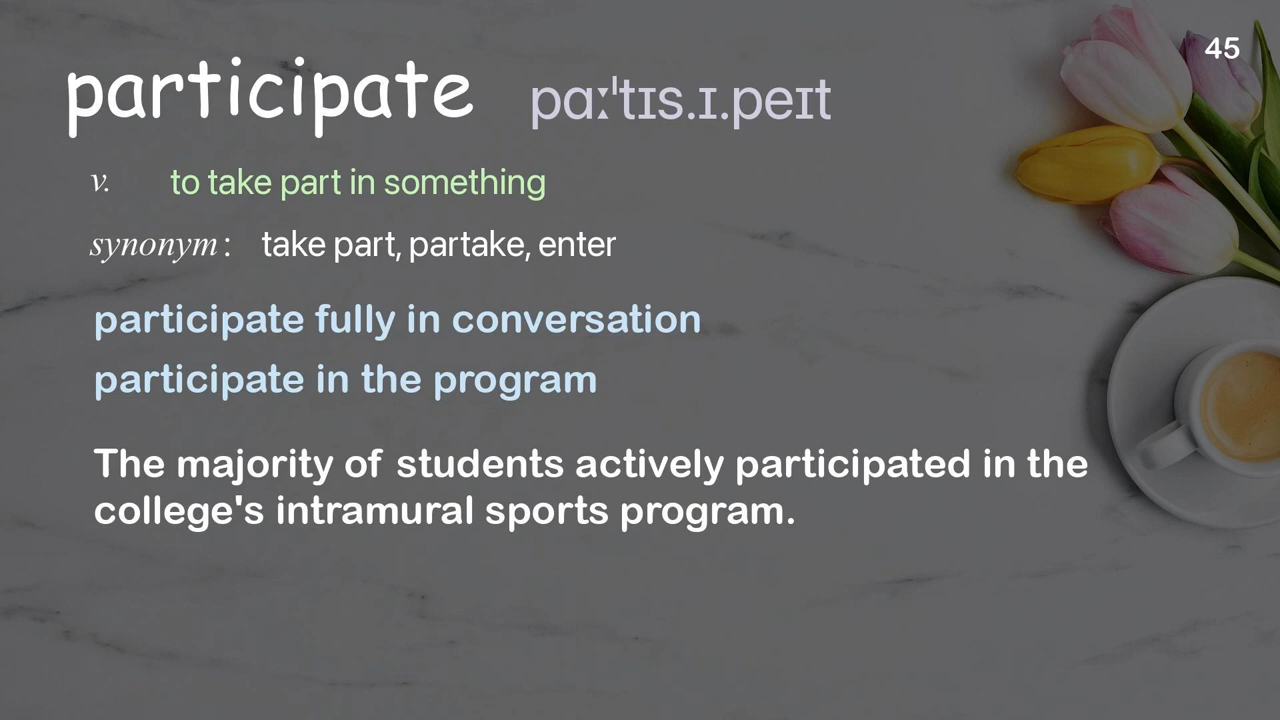 45
participate pɑːˈtɪs.ɪ.peɪt
v. to take part in something
synonym: take part, partake, enter
participate fully in conversation
participate in the program
The majority of students actively participated in the
college's intramural sports program.